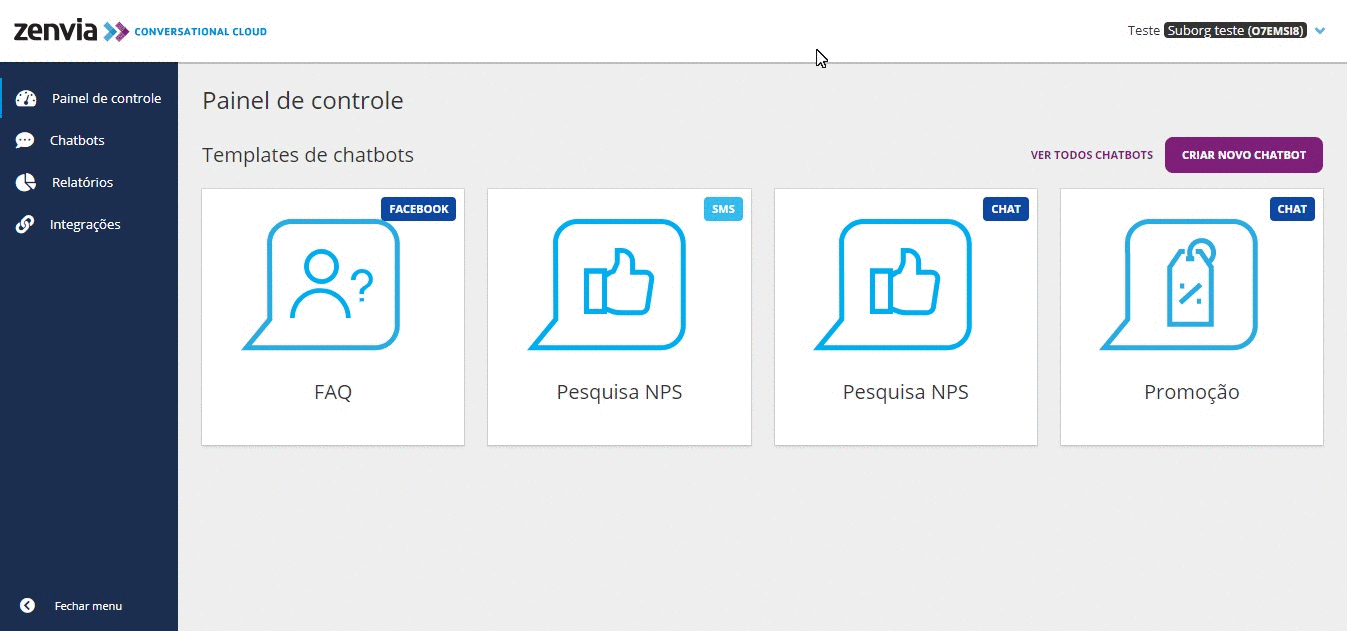 zenvia CONVERSATIONAL CLOUD
Teste Suborg teste (O7EMSI8)
Painel de controle
Chatbots
Relatórios
Integrações
Fechar menu
Painel de controle
Templates de chatbots
VER TODOS CHATBOTS
CRIAR NOVO CHATBOT
FACEBOOK
?
FAQ
SMS
Pesquisa NPS
CHAT
Pesquisa NPS
CHAT
%
Promoção